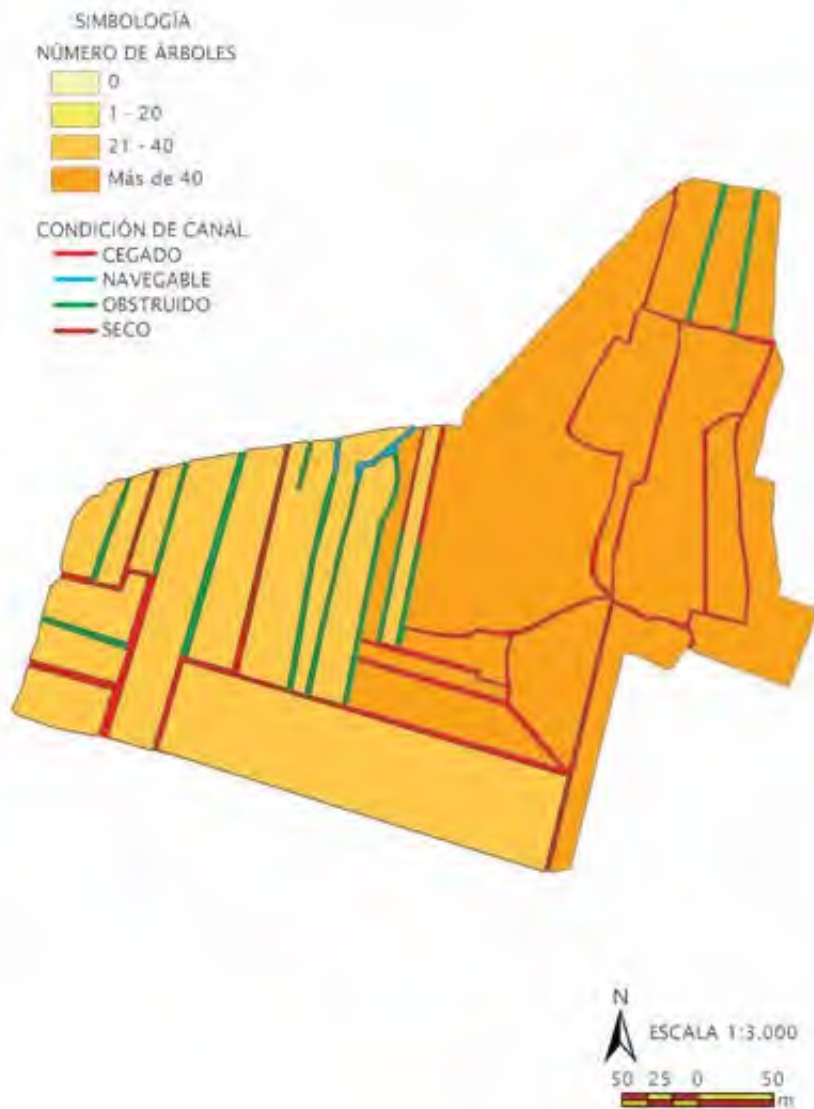 SIMBOLOGÍA
NÚMERO DE ÁRBOLES
0
1 - 20
21 - 40
Más de 40
CONDICIÓN DE CANAL
CEGADO
NAVEGABLE
OBSTRUIDO
SECO
N
ESCALA 1:3.000
50 25 0 50
m